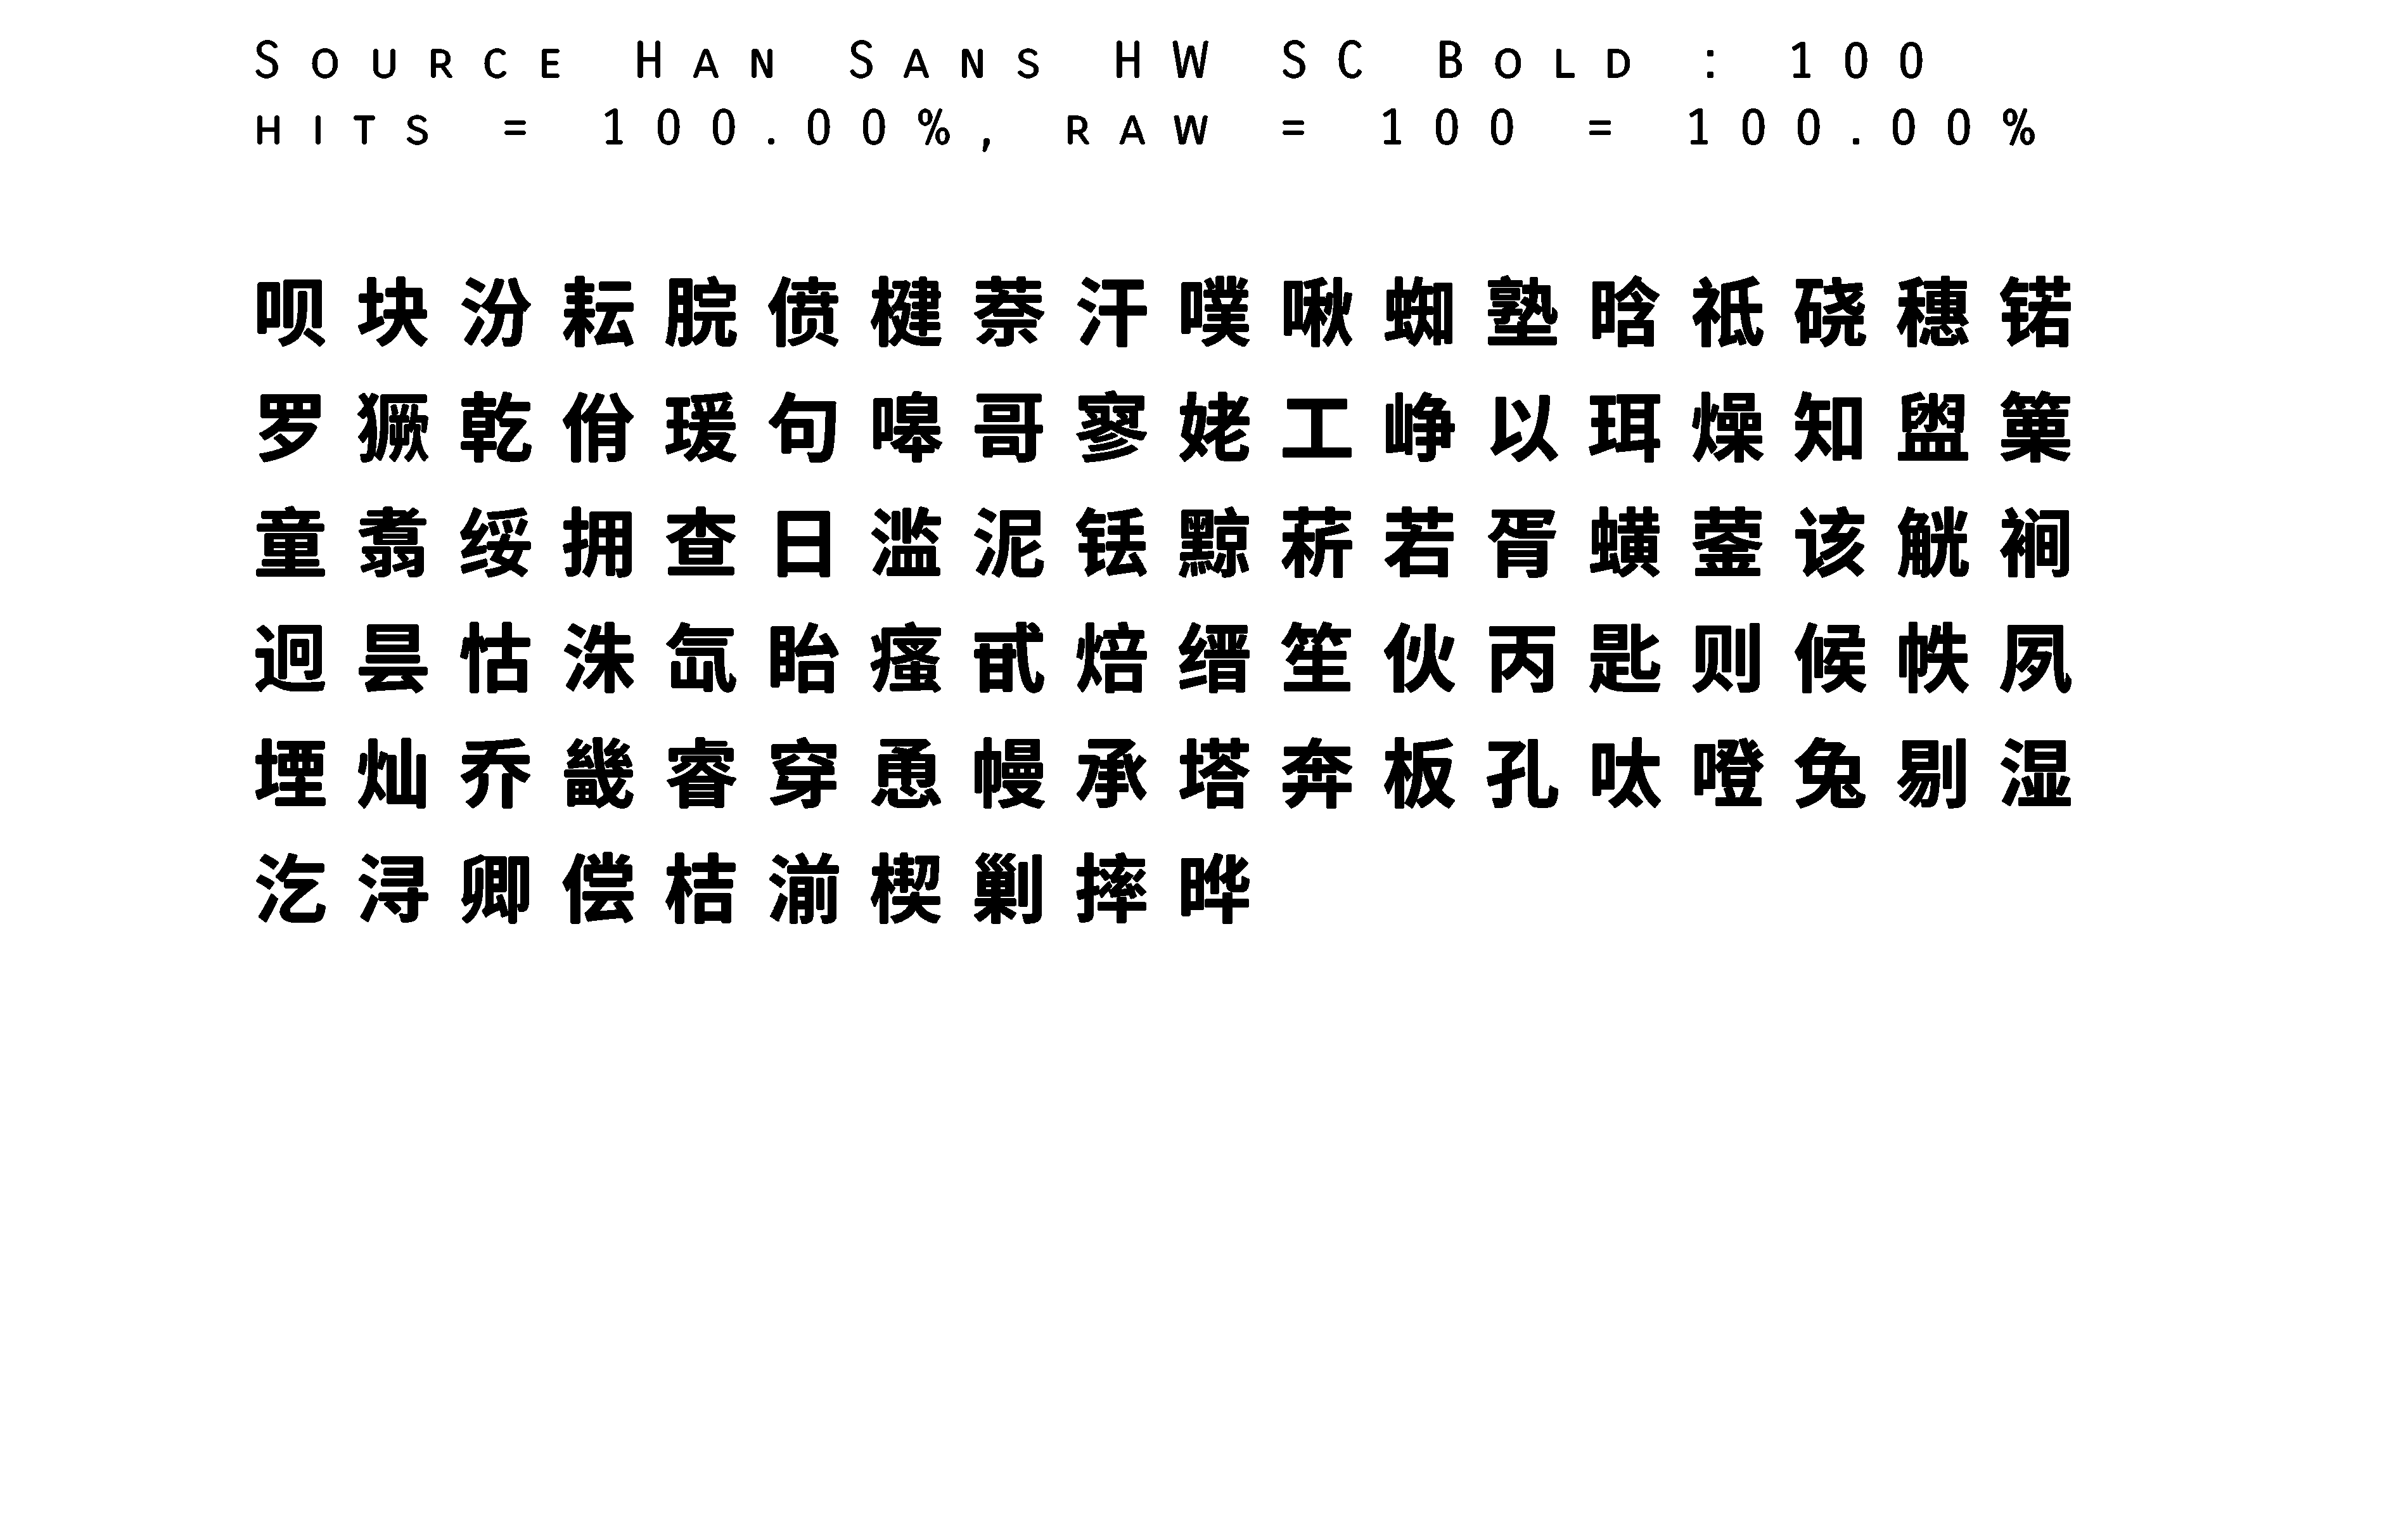 Source Han Sans HW SC Bold : 100
hits = 100.00%, raw = 100 = 100.00%
呗块汾耘脘偾楗萘汗噗啾蜘塾晗祗硗穗锘
罗獗乾佾瑗句嗥哥寥姥工峥以珥燥知盥篥
童翥绥拥查日滥泥铥黥菥若胥蟥蓥该觥裥
迥昙怙洙氙眙瘙甙焙缙笙伙丙匙则候帙夙
堙灿乔畿睿穿恿幔承塔奔板孔呔噔兔剔湿
汔浔卿偿桔湔楔剿摔晔